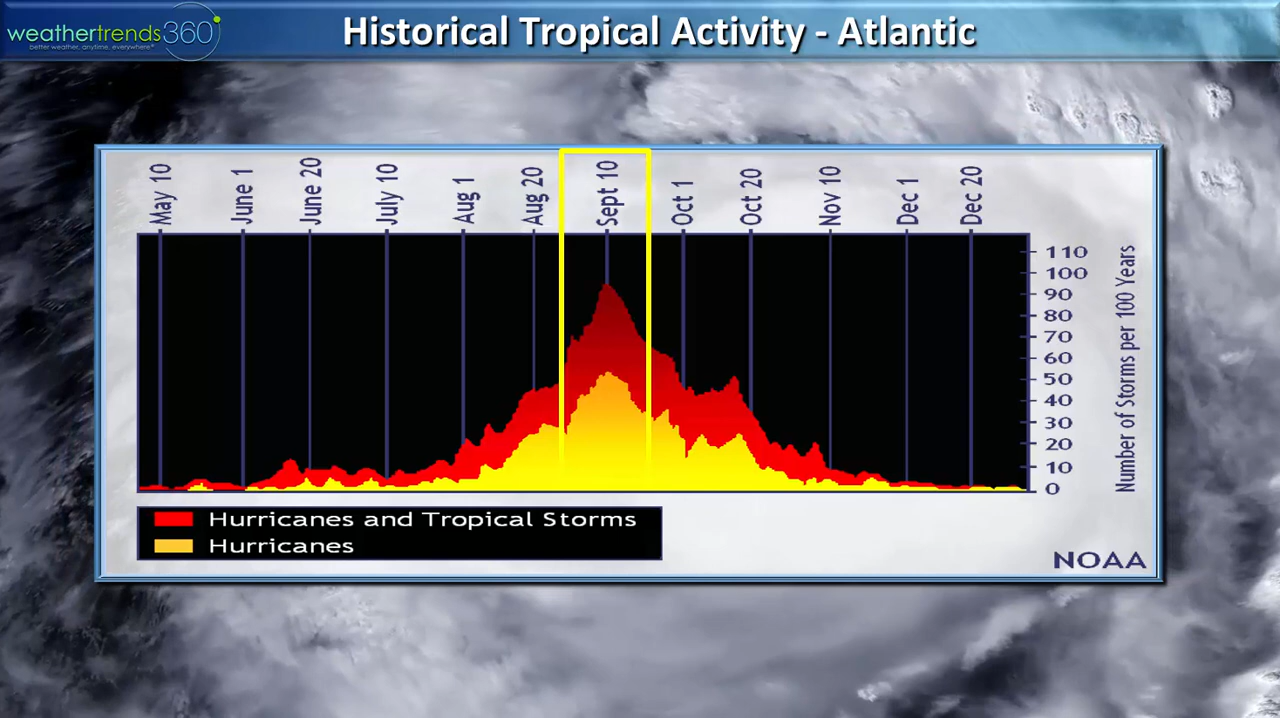 weathertrends360°
better weather, anytime, everywhere®
Historical Tropical Activity - Atlantic
May 10
June 1
June 20
July 10
Aug 1
Aug 20
Sept 10
Oct 1
Oct 20
Nov 10
Dec 1
Dec 20
110
100
90
80
70
60
50
40
30
20
10
0
Number of Storms per 100 Years
Hurricanes and Tropical Storms
Hurricanes
NOAA